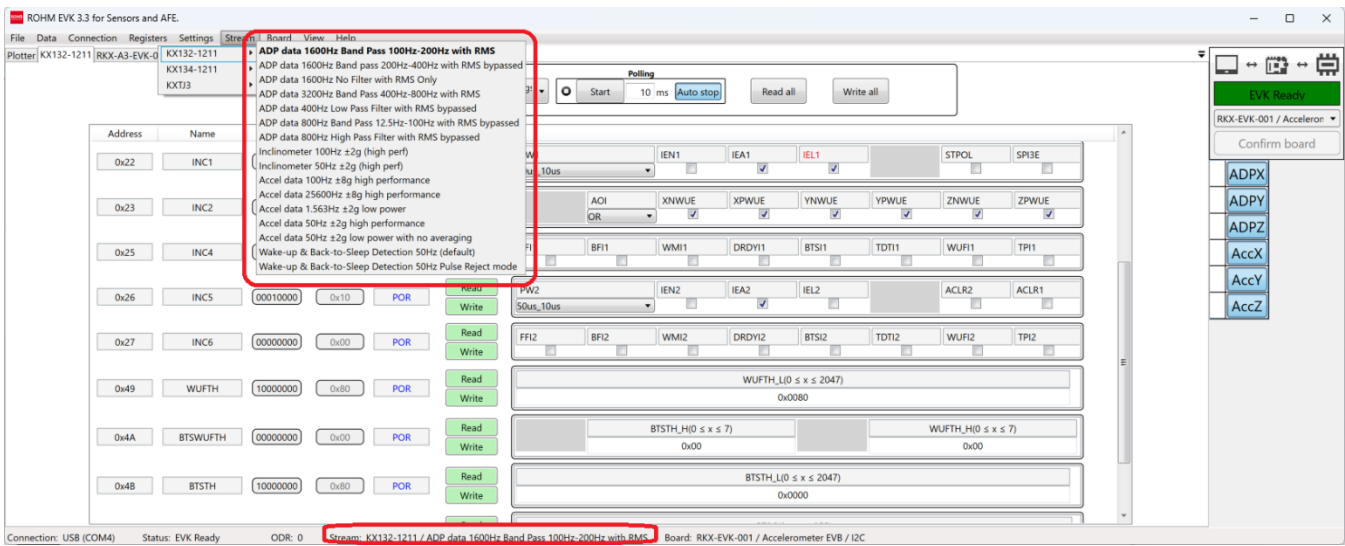 ROHM EVK 3.3 for Sensors and AFE.
File Data Connection Registers Settings Stream Board View Help
Plotter KX132-1211 RKX-A3-EVK-0
KX132-1211
KX134-1211
KXTJ3
ADP data 1600Hz Band Pass 100Hz-200Hz with RMS
ADP data 1600Hz Band pass 200Hz-400Hz with RMS bypassed
ADP data 1600Hz No Filter with RMS Only
ADP data 3200Hz Band Pass 400Hz-800Hz with RMS
ADP data 400Hz Low Pass Filter with RMS bypassed
ADP data 800Hz Band Pass 12.5Hz-100Hz with RMS bypassed
ADP data 800Hz High Pass Filter with RMS bypassed
Inclinometer 100Hz ±2g (high perf)
Inclinometer 50Hz ±2g (high perf)
Accel data 100Hz ±8g high performance
Accel data 25600Hz ±8g high performance
Accel data 1.563Hz ±2g low power
Accel data 50Hz ±2g high performance
Accel data 50Hz ±2g low power with no averaging
Wake-up & Back-to-Sleep Detection 50Hz (default)
Wake-up & Back-to-Sleep Detection 50Hz Pulse Reject mode
Polling
Start 10 ms Auto stop Read all Write all
EVK Ready
RKX-EVK-001 / Acceleron
Confirm board
ADPX
ADPY
ADPZ
AccX
AccY
AccZ
Address Name
0x22 INC1 IEN1 IEA1 IEL1 STPOL SPI3E
0x23 INC2 AOI XNWUE XPWUE YNWUE YPWUE ZNWUE ZPWUE
OR
0x25 INC4 BFI1 WMI1 DRDYI1 BTSI1 TDTI1 WUFI1 TPI1
0x26 INC5 00010000 0x10 POR Read PW2 IEN2 IEA2 IEL2 ACLR2 ACLR1
Write 50us_10us
0x27 INC6 00000000 0x00 POR Read FFI2 BFI2 WMI2 DRDYI2 BTSI2 TDTI2 WUFI2 TPI2
Write
0x49 WUFTH 10000000 0x80 POR Read WUFTH_L(0 ≤ x ≤ 2047)
Write 0x0080
0x4A BTSWUFTH 00000000 0x00 POR Read BTSTH_H(0 ≤ x ≤ 7) WUFTH_H(0 ≤ x ≤ 7)
Write 0x00 0x00
0x4B BTSTH 10000000 0x80 POR Read BTSTH_L(0 ≤ x ≤ 2047)
Write 0x0000
Connection: USB (COM4) Status: EVK Ready ODR: 0 Stream: KX132-1211 / ADP data 1600Hz Band Pass 100Hz-200Hz with RMS Board: RKX-EVK-001 / Accelerometer EVB / I2C